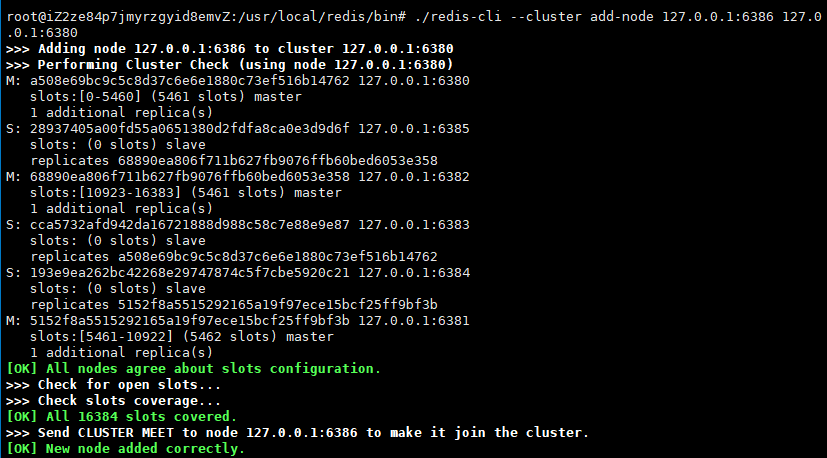 root@iZ2ze84p7jmyrzgyid8emvZ:/usr/local/redis/bin# ./redis-cli --cluster add-node 127.0.0.1:6386 127.0
.0.1:6380
>>> Adding node 127.0.0.1:6386 to cluster 127.0.0.1:6380
>>> Performing Cluster Check (using node 127.0.0.1:6380)
M: a508e69bc9c5c8d37c6e6e1880c73ef516b14762 127.0.0.1:6380
   slots:[0-5460] (5461 slots) master
   1 additional replica(s)
S: 28937405a00fd55a0651380d2fdfa8ca0e3d9d6f 127.0.0.1:6385
   slots: (0 slots) slave
   replicates 68890ea806f711b627fb9076ffb60bed6053e358
M: 68890ea806f711b627fb9076ffb60bed6053e358 127.0.0.1:6382
   slots:[10923-16383] (5461 slots) master
   1 additional replica(s)
S: cca5732afd942da16721888d988c58c7e88e9e87 127.0.0.1:6383
   slots: (0 slots) slave
   replicates a508e69bc9c5c8d37c6e6e1880c73ef516b14762
S: 193e9ea262bc42268e29747874c5f7cbe5920c21 127.0.0.1:6384
   slots: (0 slots) slave
   replicates 5152f8a5515292165a19f97ece15bcf25ff9bf3b
M: 5152f8a5515292165a19f97ece15bcf25ff9bf3b 127.0.0.1:6381
   slots:[5461-10922] (5462 slots) master
   1 additional replica(s)
[OK] All nodes agree about slots configuration.
>>> Check for open slots...
>>> Check slots coverage...
[OK] All 16384 slots covered.
>>> Send CLUSTER MEET to node 127.0.0.1:6386 to make it join the cluster.
[OK] New node added correctly.